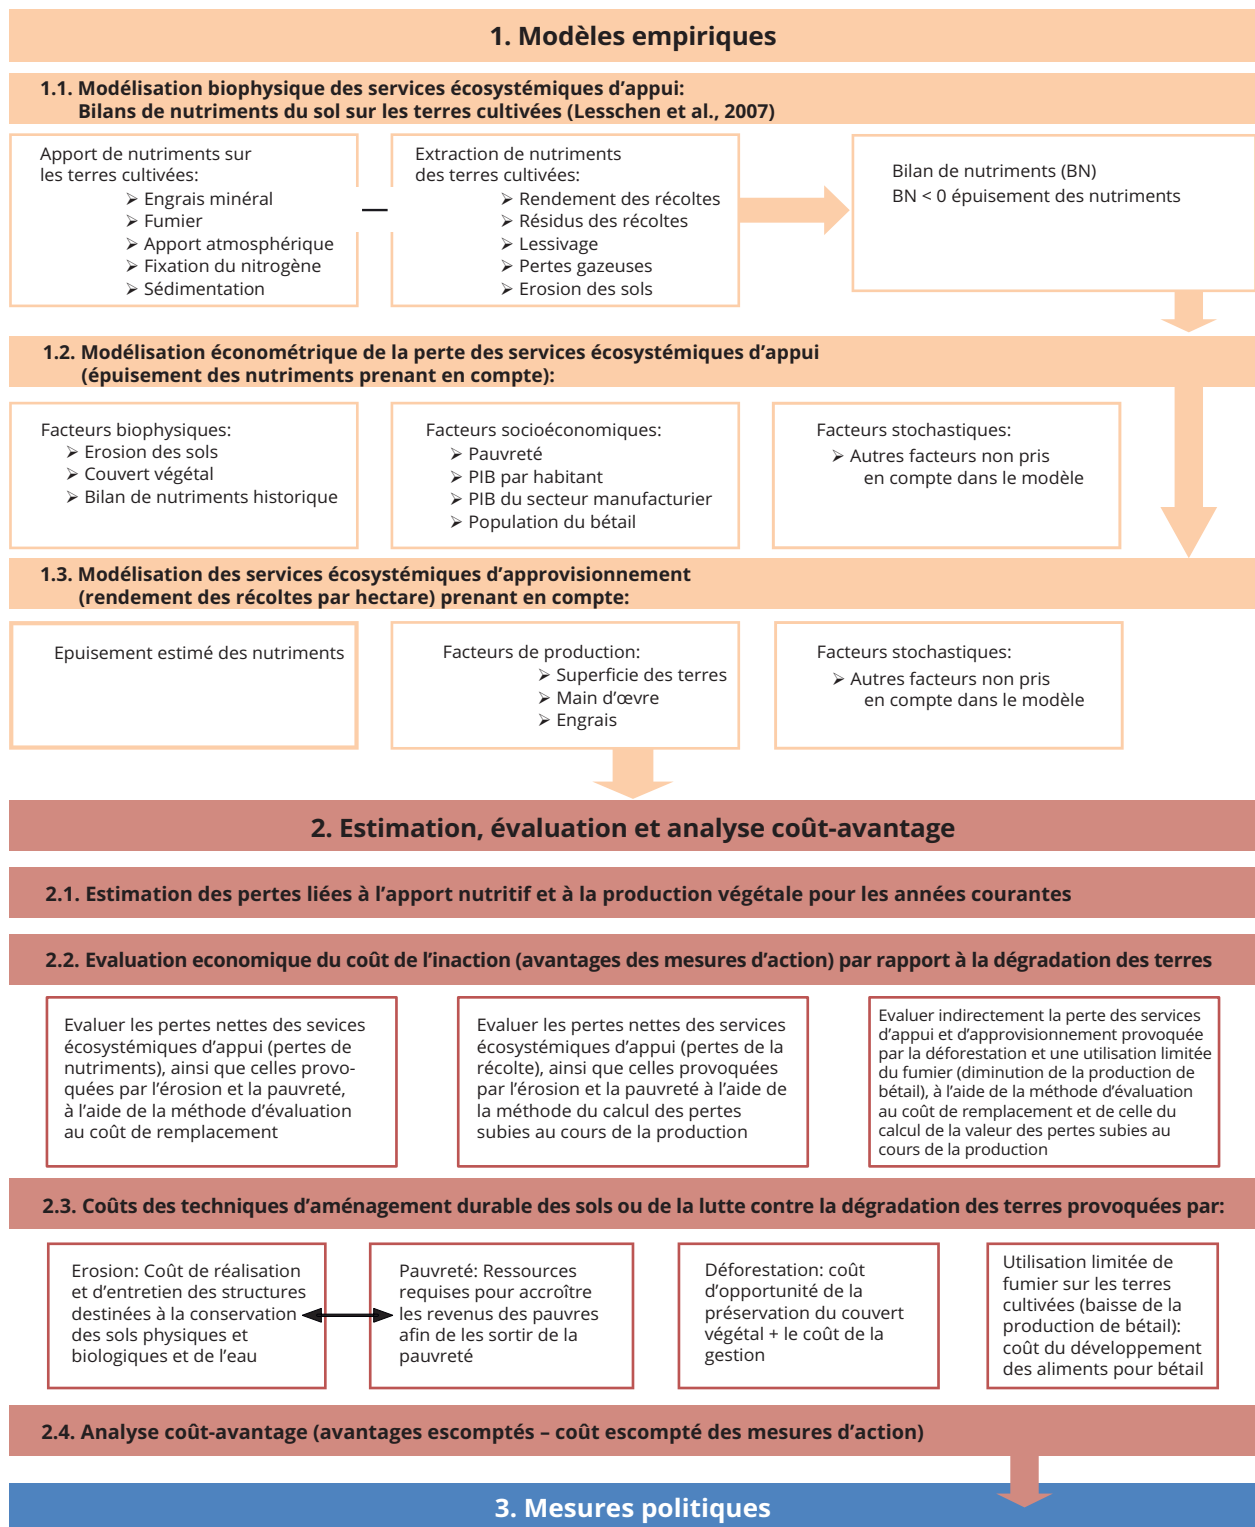 1. Modèles empiriques
1.1. Modélisation biophysique des services écosystémiques d'appui:
Bilans de nutriments du sol sur les terres cultivées (Lesschen et al., 2007)
Apport de nutriments sur
les terres cultivées:
➢ Engrais minéral
➢ Fumier
➢ Apport atmosphérique
➢ Fixation du nitrogène
➢ Sédimentation
—
Extraction de nutriments
des terres cultivées:
➢ Rendement des récoltes
➢ Résidus des récoltes
➢ Lessivage
➢ Pertes gazeuses
➢ Erosion des sols
Bilan de nutriments (BN)
BN < 0 épuisement des nutriments
1.2. Modélisation économétrique de la perte des services écosystémiques d'appui
(épuisement des nutriments prenant en compte):
Facteurs biophysiques:
➢ Erosion des sols
➢ Couvert végétal
➢ Bilan de nutriments historique
Facteurs socioéconomiques:
➢ Pauvreté
➢ PIB par habitant
➢ PIB du secteur manufacturier
➢ Population du bétail
Facteurs stochastiques:
➢ Autres facteurs non pris
en compte dans le modèle
1.3. Modélisation des services écosystémiques d'approvisionnement
(rendement des récoltes par hectare) prenant en compte:
Epuisement estimé des nutriments
Facteurs de production:
➢ Superficie des terres
➢ Main d'œvre
➢ Engrais
Facteurs stochastiques:
➢ Autres facteurs non pris
en compte dans le modèle
2. Estimation, évaluation et analyse coût-avantage
2.1. Estimation des pertes liées à l'apport nutritif et à la production végétale pour les années courantes
2.2. Evaluation economique du coût de l'inaction (avantages des mesures d'action) par rapport à la dégradation des terres
Evaluer les pertes nettes des sevices
écosystémiques d'appui (pertes de
nutriments), ainsi que celles provo-
quées par l'érosion et la pauvreté,
à l'aide de la méthode d'évaluation
au coût de remplacement
Evaluer les pertes nettes des services
écosystémiques d'appui (pertes de la
récolte), ainsi que celles provoquées
par l'érosion et la pauvreté à l'aide de
la méthode du calcul des pertes
subies au cours de la production
Evaluer indirectement la perte des services
d'appui et d'approvisionnement provoquée
par la déforestation et une utilisation limitée
du fumier (diminution de la production de
bétail), à l'aide de la méthode d'évaluation
au coût de remplacement et de celle du
calcul de la valeur des pertes subies au
cours de la production
2.3. Coûts des techniques d'aménagement durable des sols ou de la lutte contre la dégradation des terres provoquées par:
Erosion: Coût de réalisation
et d'entretien des structures
destinées à la conservation
des sols physiques et
biologiques et de l'eau
Pauvreté: Ressources
requises pour accroître
les revenus des pauvres
afin de les sortir de la
pauvreté
Déforestation: coût
d'opportunité de la
préservation du couvert
végétal + le coût de la
gestion
Utilisation limitée de
fumier sur les terres
cultivées (baisse de la
production de bétail):
coût du développement
des aliments pour bétail
2.4. Analyse coût-avantage (avantages escomptés – coût escompté des mesures d'action)
3. Mesures politiques